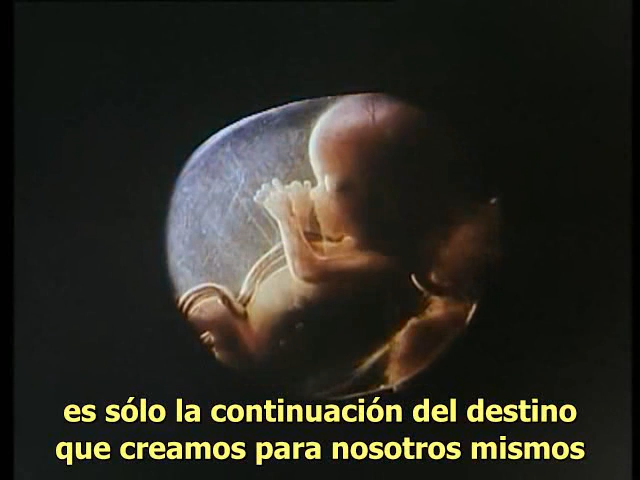 es sólo la continuación del destino
que creamos para nosotros mismos